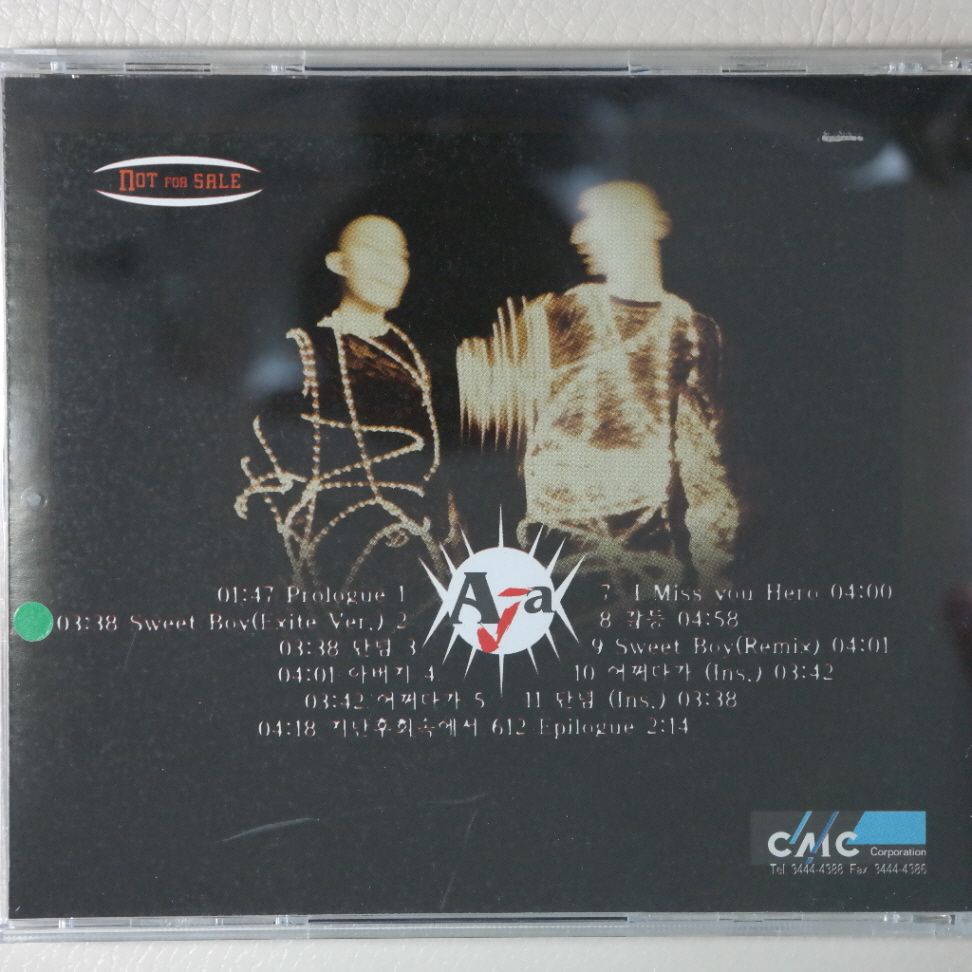 NOT FOR SALE
AJa
01:47 Prologue 1
03:38 Sweet Boy(Exite Ver.) 2
03:38 단념 3
04:01 아버지 4
03:42 어쩌다가 5
04:18 지난후회속에서 6
7 I Miss you Hero 04:00
8 갈등 04:58
9 Sweet Boy(Remix) 04:01
10 어쩌다가 (Ins.) 03:42
11 단념 (Ins.) 03:38
12 Epilogue 2:14
CMC Corporation
Tel 3444-4388 Fax 3444-4386